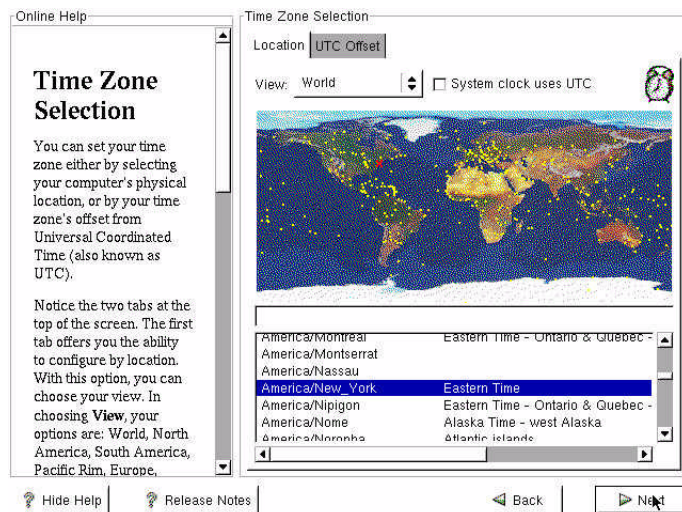 Online Help
Time Zone
Selection
You can set your time
zone either by selecting
your computer's physical
location, or by your time
zone's offset from
Universal Coordinated
Time (also known as
UTC).
Notice the two tabs at the
top of the screen. The first
tab offers you the ability
to configure by location.
With this option, you can
choose your view. In
choosing View, your
options are: World, North
America, South America,
Pacific Rim, Europe,
Time Zone Selection
Location UTC Offset
View: World System clock uses UTC
America/Montreal Eastern Time - Ontario & Quebec -
America/Montserrat
America/Nassau
America/New_York Eastern Time
America/Nipigon Eastern Time - Ontario & Quebec -
America/Nome Alaska Time - west Alaska
America/Noronha Atlantic islands
Hide Help Release Notes Back Next